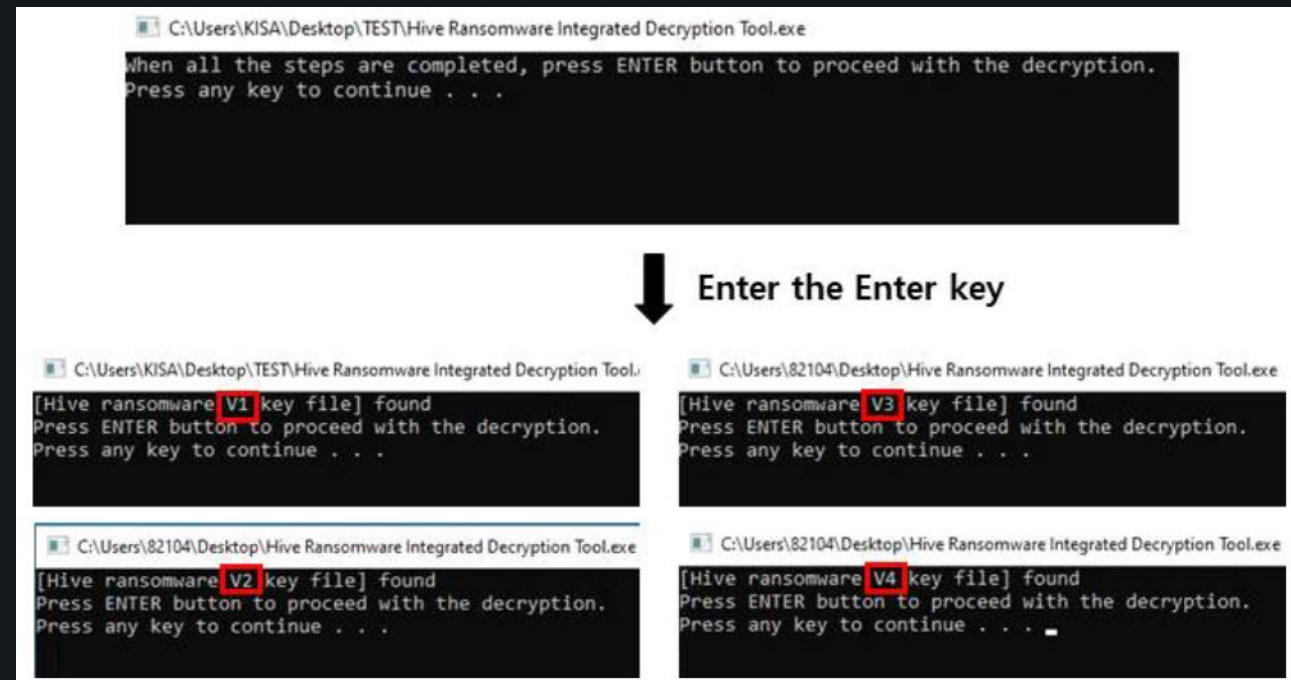 C:\Users\KISA\Desktop\TEST\Hive Ransomware Integrated Decryption Tool.exe
When all the steps are completed, press ENTER button to proceed with the decryption.
Press any key to continue . . .
Enter the Enter key
C:\Users\KISA\Desktop\TEST\Hive Ransomware Integrated Decryption Tool.
[Hive ransomware V1 key file] found
Press ENTER button to proceed with the decryption.
Press any key to continue . . .
C:\Users\82104\Desktop\Hive Ransomware Integrated Decryption Tool.exe
[Hive ransomware V3 key file] found
Press ENTER button to proceed with the decryption.
Press any key to continue . . .
C:\Users\82104\Desktop\Hive Ransomware Integrated Decryption Tool.exe
[Hive ransomware V2 key file] found
Press ENTER button to proceed with the decryption.
Press any key to continue . . .
C:\Users\82104\Desktop\Hive Ransomware Integrated Decryption Tool.exe
[Hive ransomware V4 key file] found
Press ENTER button to proceed with the decryption.
Press any key to continue . . .